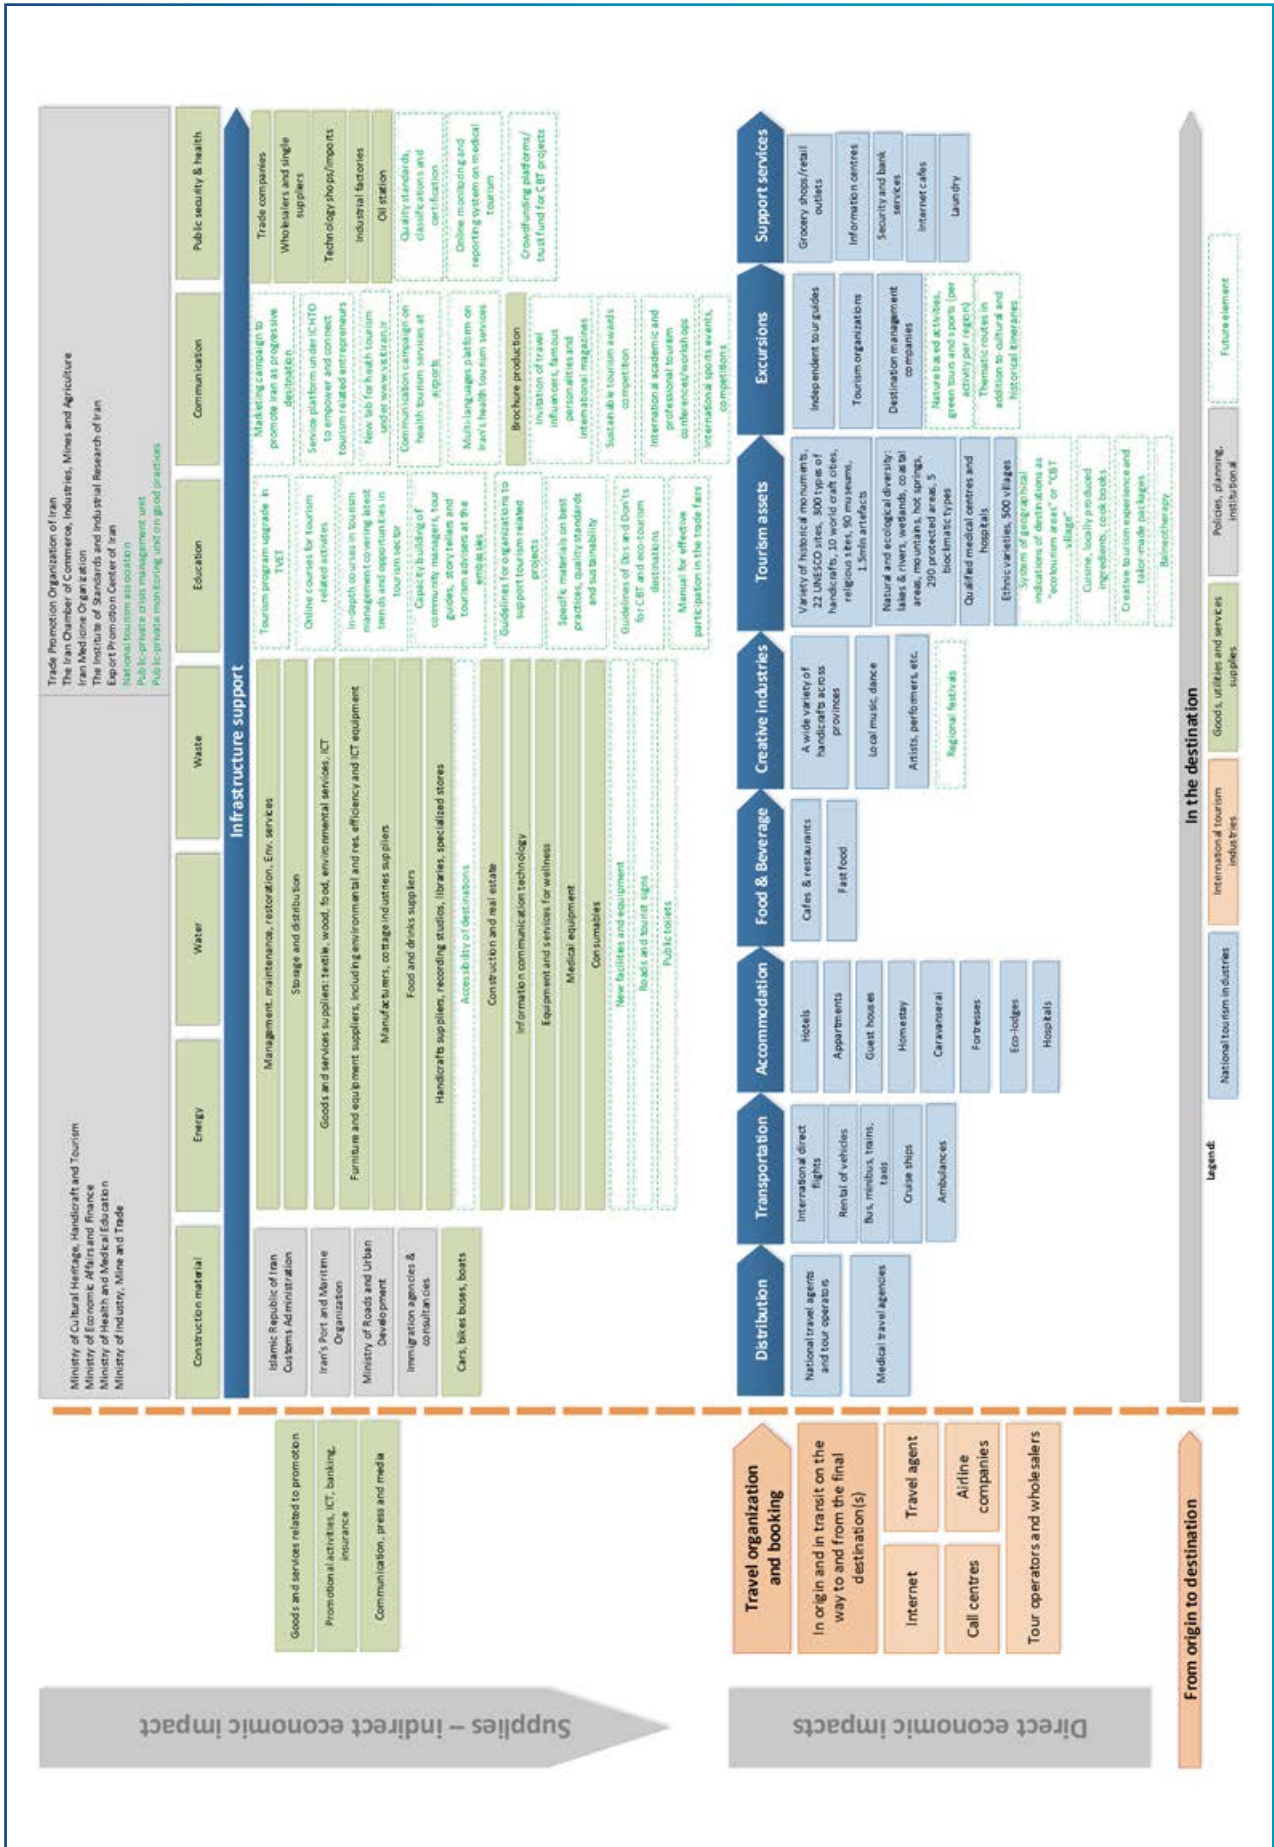 Ministry of Cultural Heritage, Handicraft and Tourism
Ministry of Economic Affairs and Finance
Ministry of Health and Medical Education
Ministry of Industry, Mine and Trade
Trade Promotion Organization of Iran
The Iran Chamber of Commerce, Industries, Mines and Agriculture
Iran Medicine Organization
The Institute of Standards and Industrial Research of Iran
Export Promotion Center of Iran
National tourism association
Public-private crisis management unit
Public-private monitoring unit on good practices
Construction material
Energy
Water
Waste
Education
Communication
Public security & health
Infrastructure support
Supplies – indirect economic impact
Goods and services related to promotion
Promotional activities, ICT, banking,
insurance
Communication, press and media
Islamic Republic of Iran
Customs Administration
Iran's Port and Maritime
Organization
Ministry of Roads and Urban
Development
Immigration agencies &
consultancies
Cars, bikes buses, boats
Management, maintenance, restoration, Env. services
Storage and distribution
Goods and services suppliers: textile, wood, food, environmental services, ICT
Furniture and equipment suppliers, including environmental and res. efficiency and ICT equipment
Manufacturers, cottage industries suppliers
Food and drinks suppliers
Handicrafts suppliers, recording studios, libraries, specialized stores
Accessibility of destinations
Construction and real estate
Information communication technology
Equipment and services for wellness
Medical equipment
Consumables
New facilities and equipment
Roads and tourist signs
Public toilets
Tourism program upgrade in
TVET
Online courses for tourism
related activates
In-depth courses in tourism
management covering latest
trends and opportunities in
tourism sector
Capacity building of
community managers, tour
guides, story tellers and
tourism advisers at the
embassies
Guidelines for organizations to
support tourism related
projects
Specific materials on best
practices, quality standards
and sustainability
Guidelines of Dos and Don'ts
for CBT and eco-tourism
destinations
Manual for effective
participation in the trade fairs
Marketing campaign to
promote Iran as progressive
destination
Service platform under ICHTO
to empower and connect
tourism related entrepreneurs
New tab for health tourism
under www.visitiran.ir
Communication campaign on
health tourism services at
airports
Multi-languages platform on
Iran's health tourism services
Brochure production
Invitation of travel
influencers, famous
personalities and
international magazines
Sustainable tourism awards
competition
International academic and
professional tourism
conferences/workshops
International sports events,
competitions
Trade companies
Wholesalers and single
suppliers
Technology shops/imports
Industrial factories
Oil station
Quality standards,
classifications and
certification
Online monitoring and
reporting system on medical
tourism
Crowdfunding platforms/
trust fund for CBT projects
Direct economic impacts
Travel organization
and booking
In origin and in transit on the
way to and from the final
destination(s)
Internet
Travel agent
Call centres
Airline
companies
Tour operators and wholesalers
Distribution
National travel agents
and tour operators
Medical travel agencies
Transportation
International direct
flights
Rental of vehicles
Bus, minibus, trains,
taxis
Cruise ships
Ambulances
Accommodation
Hotels
Appartments
Guest houses
Homestay
Caravanserai
Fortresses
Eco-lodges
Hospitals
Food & Beverage
Cafes & restaurants
Fast food
Creative industries
A wide variety of
handicrafts across
provinces
Local music, dance
Artists, performers, etc.
Regional festivals
Tourism assets
Variety of historical monuments,
22 UNESCO sites, 300 types of
handicrafts, 10 world craft cities,
religious sites, 90 museums,
1.5mln artefacts
Natural and ecological diversity:
lakes & rivers, wetlands, coastal
areas, mountains, hot springs,
290 protected areas, 5
bioclimatic types
Qualified medical centres and
hospitals
Ethnic varieties, 500 villages
System of geographical
indications of destinations as
"ecotourism areas" or "CBT
village"
Cuisine, locally produced
ingredients, cook books
Creative tourism experience and
tailor-made packages
Balneotherapy
Excursions
Independent tour guides
Tourism organizations
Destination management
companies
Nature based activities,
green tours and sports (per
activity per region)
Thematic routes in
addition to cultural and
historical itineraries
Support services
Grocery shops/retail
outlets
Information centres
Security and bank
services
Internet cafes
Laundry
From origin to destination
In the destination
Legend:
National tourism industries
International tourism
industries
Goods, utilities and services
supplies
Policies, planning,
institutional
Future element